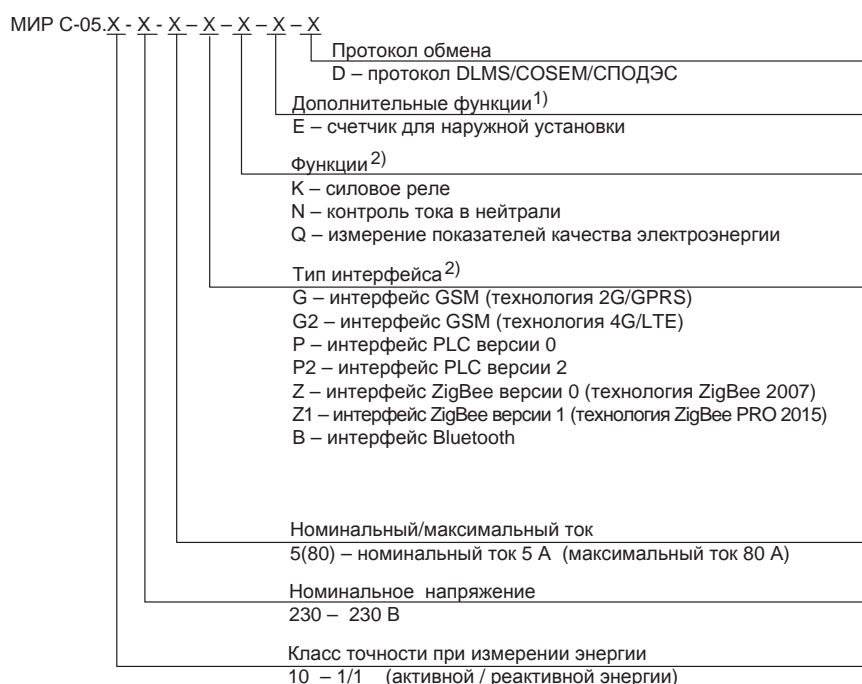 МИР С-05.X - X - X – X – X – X – X
Протокол обмена
D – протокол DLMS/COSEM/СПОДЭС
Дополнительные функции1)
E – счетчик для наружной установки
Функции2)
K – силовое реле
N – контроль тока в нейтрали
Q – измерение показателей качества электроэнергии
Тип интерфейса2)
G – интерфейс GSM (технология 2G/GPRS)
G2 – интерфейс GSM (технология 4G/LTE)
P – интерфейс PLC версии 0
P2 – интерфейс PLC версии 2
Z – интерфейс ZigBee версии 0 (технология ZigBee 2007)
Z1 – интерфейс ZigBee версии 1 (технология ZigBee PRO 2015)
B – интерфейс Bluetooth
Номинальный/максимальный ток
5(80) – номинальный ток 5 А (максимальный ток 80 А)
Номинальное напряжение
230 – 230 В
Класс точности при измерении энергии
10 – 1/1 (активной / реактивной энергии)